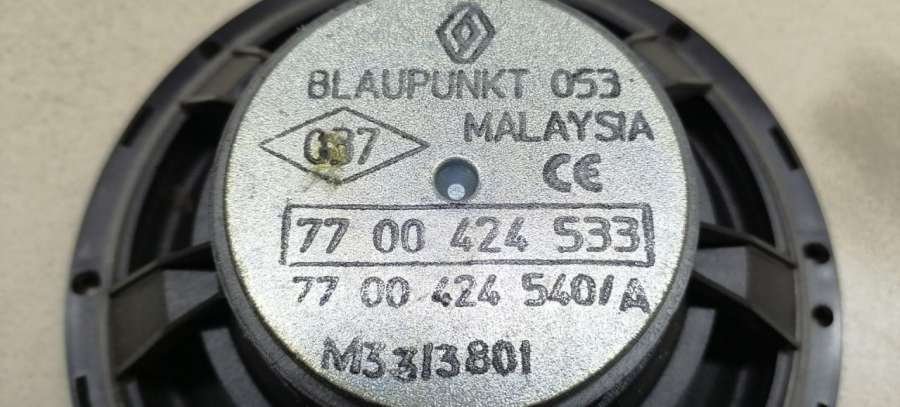 BLAUPUNKT 053
MALAYSIA
CE
77 00 424 533
77 00 424 540/A
M3313801